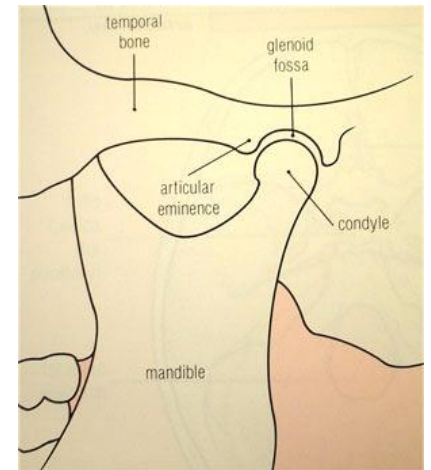 temporal
bone
glenoid
fossa
articular
eminence
condyle
mandible